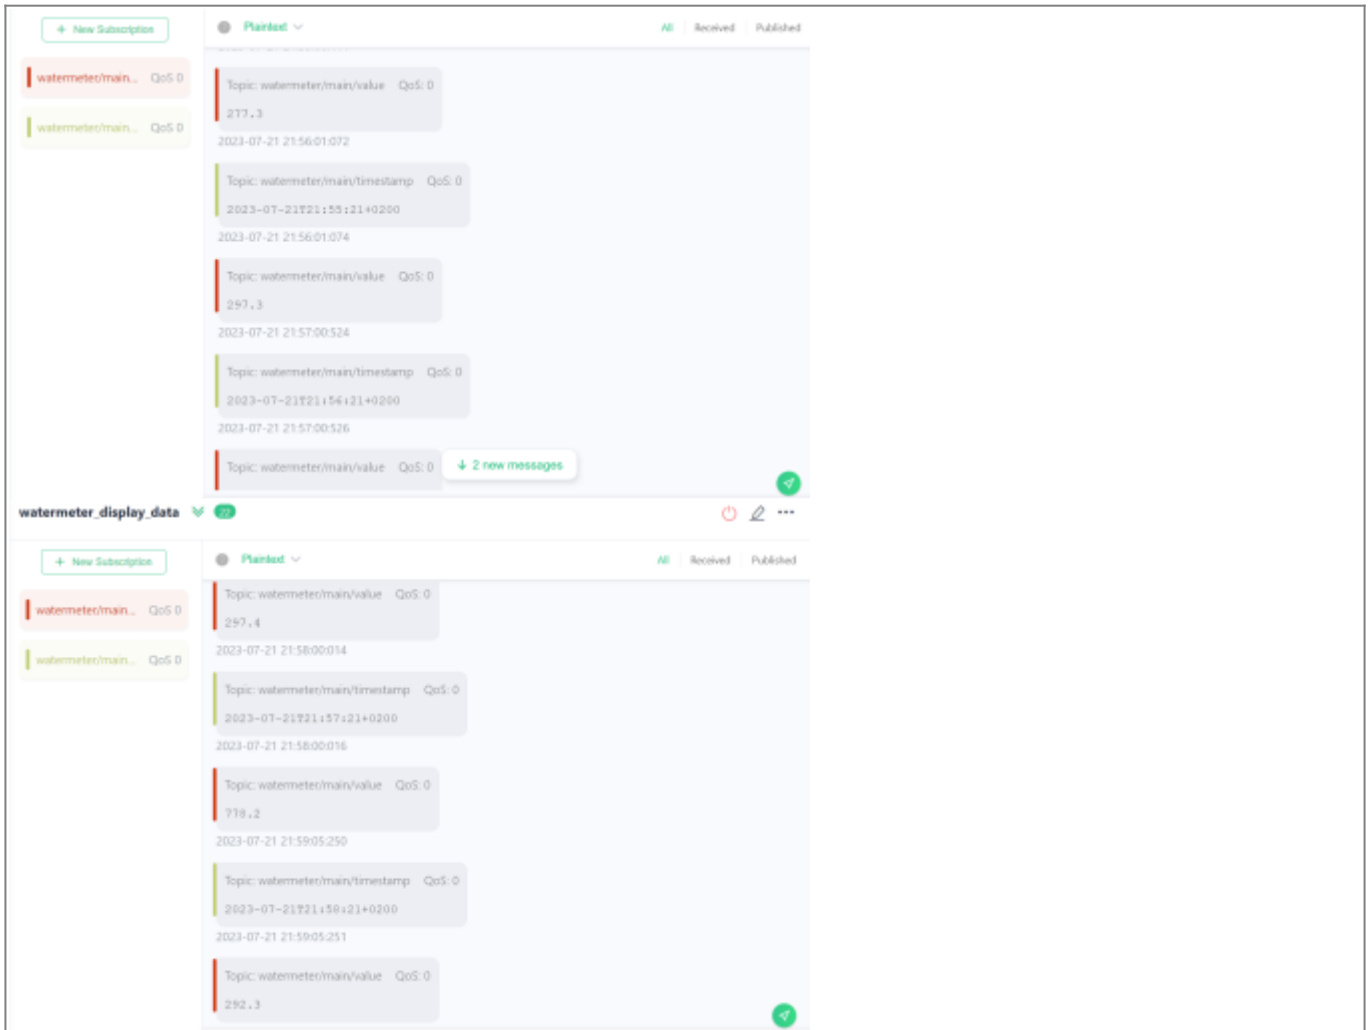 + New Subscription
Plaintext
All Received Published
watermeter/main... QoS 0
watermeter/main... QoS 0
Topic: watermeter/main/value QoS: 0
277.3
2023-07-21 21:56:01:072
Topic: watermeter/main/timestamp QoS: 0
2023-07-21T21:55:21+0200
2023-07-21 21:56:01:074
Topic: watermeter/main/value QoS: 0
297.3
2023-07-21 21:57:00:524
Topic: watermeter/main/timestamp QoS: 0
2023-07-21T21:56:21+0200
2023-07-21 21:57:00:526
Topic: watermeter/main/value QoS: 0
2 new messages
watermeter_display_data 22
+ New Subscription
Plaintext
All Received Published
watermeter/main... QoS 0
watermeter/main... QoS 0
Topic: watermeter/main/value QoS: 0
297.4
2023-07-21 21:58:00:014
Topic: watermeter/main/timestamp QoS: 0
2023-07-21T21:57:21+0200
2023-07-21 21:58:00:016
Topic: watermeter/main/value QoS: 0
778.2
2023-07-21 21:59:05:250
Topic: watermeter/main/timestamp QoS: 0
2023-07-21T21:58:21+0200
2023-07-21 21:59:05:251
Topic: watermeter/main/value QoS: 0
292.3